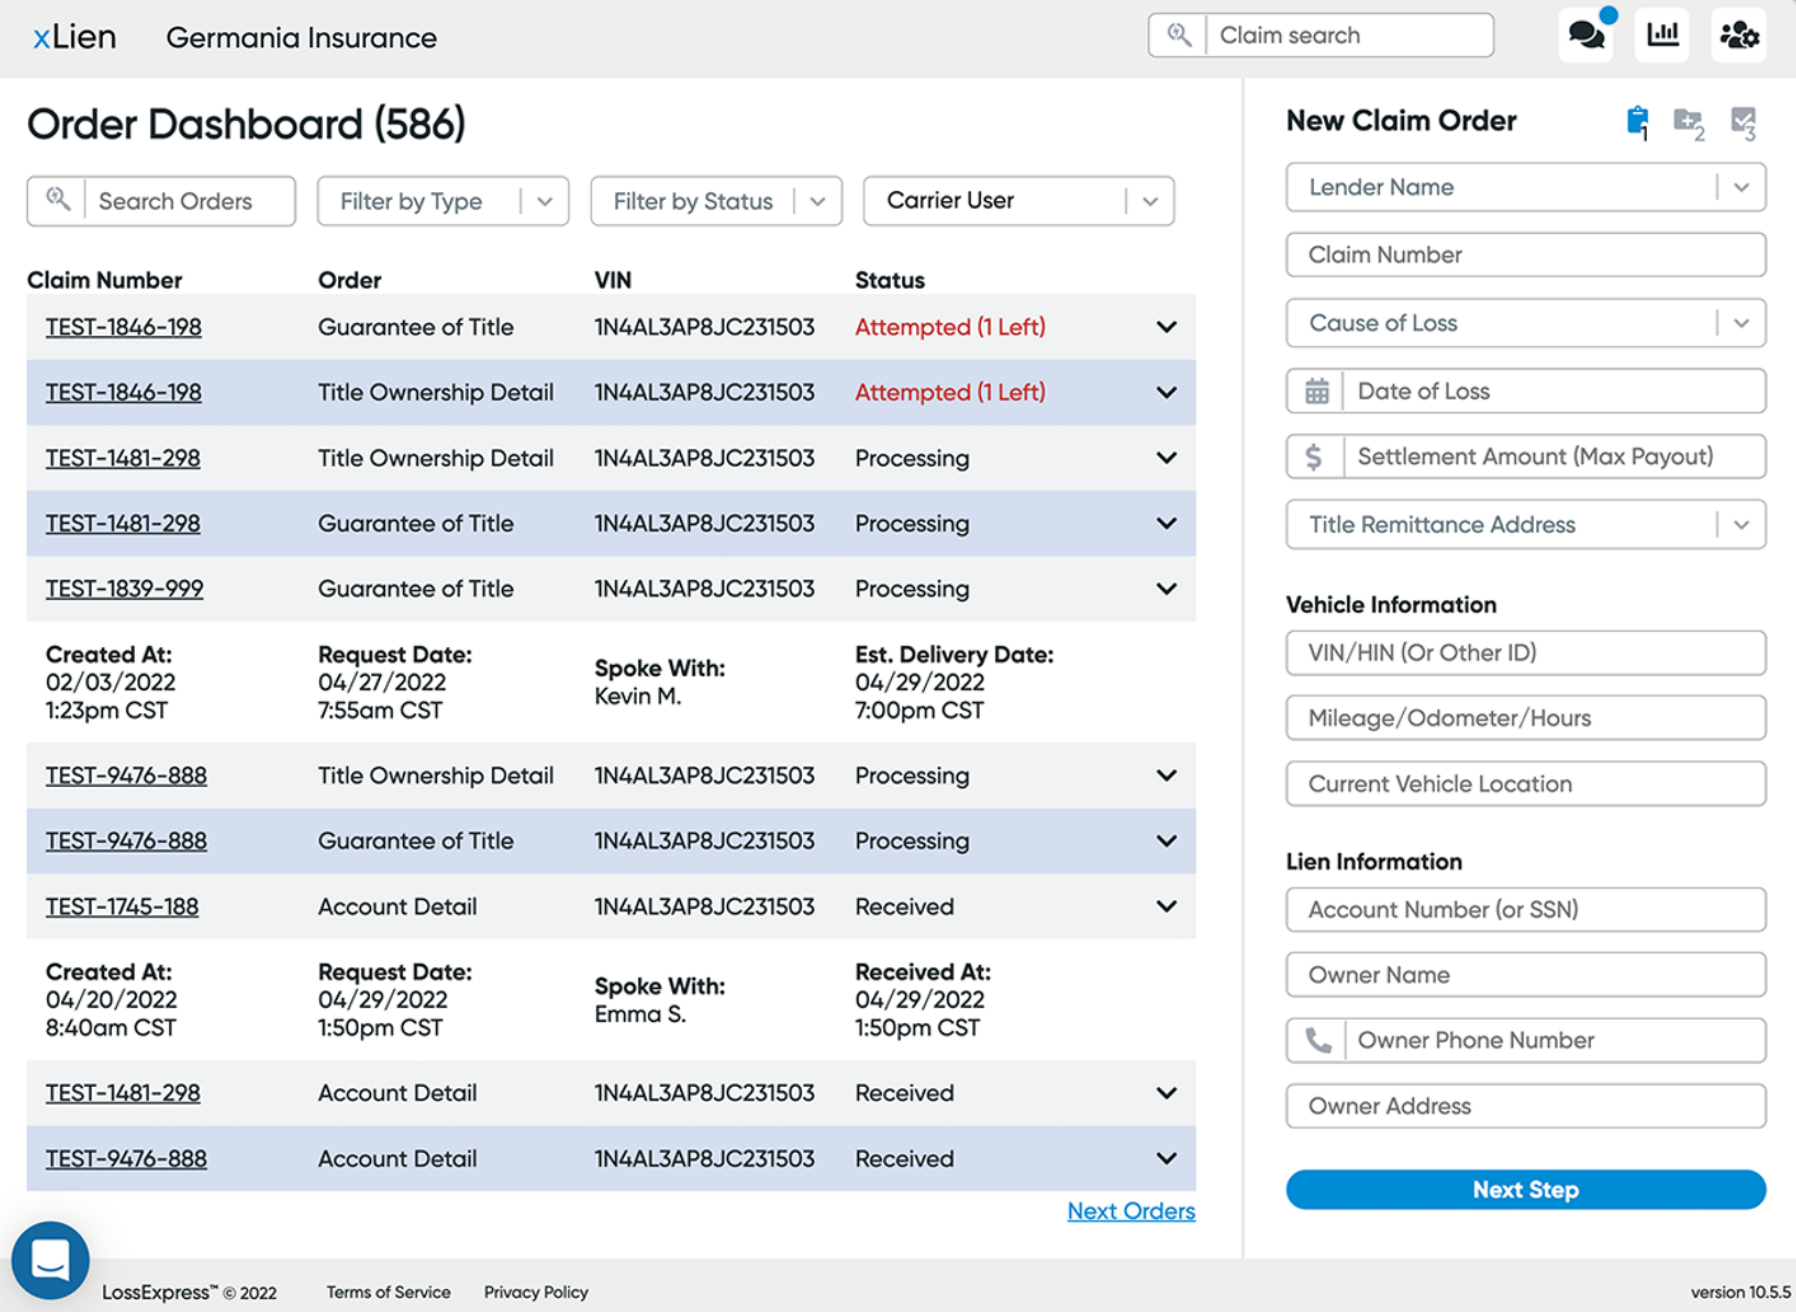 xLien Germania Insurance Claim search
Order Dashboard (586)
Search Orders Filter by Type Filter by Status Carrier User
Claim Number Order VIN Status
TEST-1846-198 Guarantee of Title 1N4AL3AP8JC231503 Attempted (1 Left)
TEST-1846-198 Title Ownership Detail 1N4AL3AP8JC231503 Attempted (1 Left)
TEST-1481-298 Title Ownership Detail 1N4AL3AP8JC231503 Processing
TEST-1481-298 Guarantee of Title 1N4AL3AP8JC231503 Processing
TEST-1839-999 Guarantee of Title 1N4AL3AP8JC231503 Processing
Created At: Request Date: Spoke With: Est. Delivery Date:
02/03/2022 04/27/2022 Kevin M. 04/29/2022
1:23pm CST 7:55am CST 7:00pm CST
TEST-9476-888 Title Ownership Detail 1N4AL3AP8JC231503 Processing
TEST-9476-888 Guarantee of Title 1N4AL3AP8JC231503 Processing
TEST-1745-188 Account Detail 1N4AL3AP8JC231503 Received
Created At: Request Date: Spoke With: Received At:
04/20/2022 04/29/2022 Emma S. 04/29/2022
8:40am CST 1:50pm CST 1:50pm CST
TEST-1481-298 Account Detail 1N4AL3AP8JC231503 Received
TEST-9476-888 Account Detail 1N4AL3AP8JC231503 Received
Next Orders
New Claim Order 1 2 3
Lender Name
Claim Number
Cause of Loss
Date of Loss
$ Settlement Amount (Max Payout)
Title Remittance Address
Vehicle Information
VIN/HIN (Or Other ID)
Mileage/Odometer/Hours
Current Vehicle Location
Lien Information
Account Number (or SSN)
Owner Name
Owner Phone Number
Owner Address
Next Step
LossExpress™ © 2022 Terms of Service Privacy Policy version 10.5.5